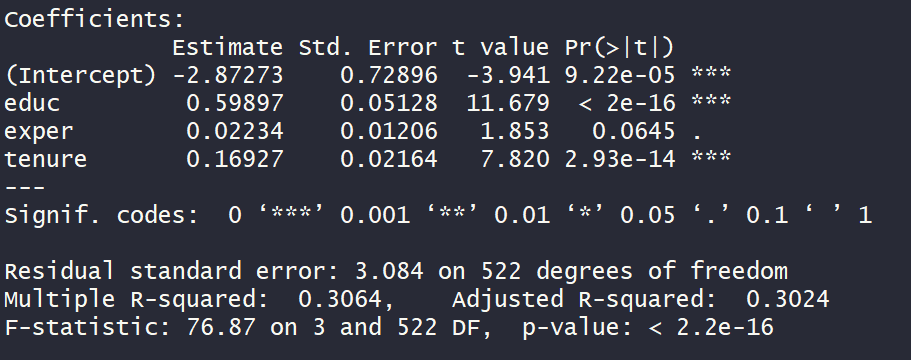 Coefficients:
            Estimate Std. Error t value Pr(>|t|)
(Intercept) -2.87273    0.72896  -3.941 9.22e-05 ***
educ         0.59897    0.05128  11.679  < 2e-16 ***
exper        0.02234    0.01206   1.853   0.0645 .
tenure       0.16927    0.02164   7.820 2.93e-14 ***
---
Signif. codes:  0 ‘***’ 0.001 ‘**’ 0.01 ‘*’ 0.05 ‘.’ 0.1 ‘ ’ 1
Residual standard error: 3.084 on 522 degrees of freedom
Multiple R-squared:  0.3064,    Adjusted R-squared:  0.3024
F-statistic: 76.87 on 3 and 522 DF,  p-value: < 2.2e-16